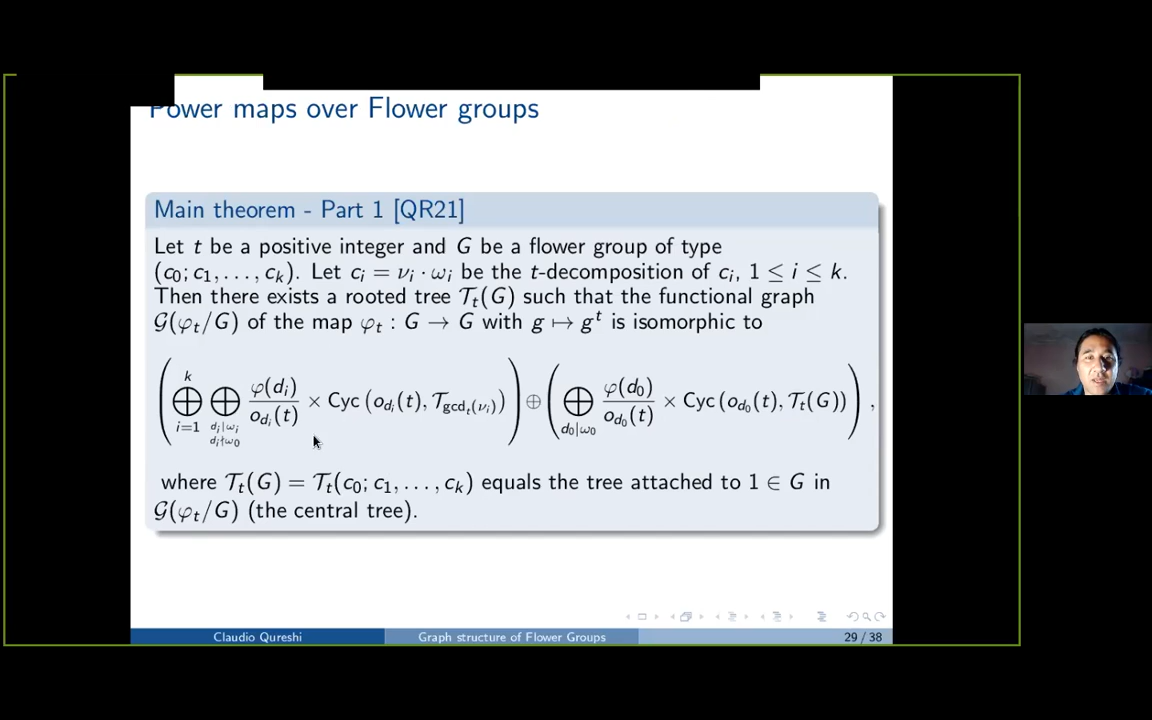 Power maps over Flower groups
Main theorem - Part 1 [QR21]
Let t be a positive integer and G be a flower group of type
(c₀; c₁, . . . , cₖ). Let cᵢ = νᵢ · ωᵢ be the t-decomposition of cᵢ, 1 ≤ i ≤ k.
Then there exists a rooted tree 𝒯ₜ(G) such that the functional graph
𝒢(φₜ/G) of the map φₜ : G → G with g ↦ gᵗ is isomorphic to
(⨁_{i=1}^{k} ⨁_{dᵢ|ωᵢ, dᵢ∤ω₀} φ(dᵢ)/o_{dᵢ}(t) × Cyc (o_{dᵢ}(t), 𝒯_{gcdₜ(νᵢ)})) ⊕ (⨁_{d₀|ω₀} φ(d₀)/o_{d₀}(t) × Cyc (o_{d₀}(t), 𝒯ₜ(G))) ,
where 𝒯ₜ(G) = 𝒯ₜ(c₀; c₁, . . . , cₖ) equals the tree attached to 1 ∈ G in
𝒢(φₜ/G) (the central tree).
Claudio Qureshi Graph structure of Flower Groups 29 / 38